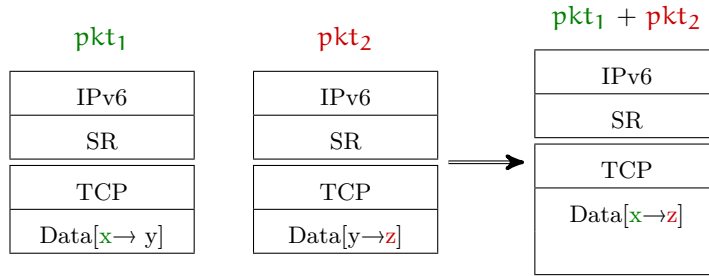 pkt1
IPv6
SR
TCP
Data[x→ y]
pkt2
IPv6
SR
TCP
Data[y→z]
pkt1 + pkt2
IPv6
SR
TCP
Data[x→z]